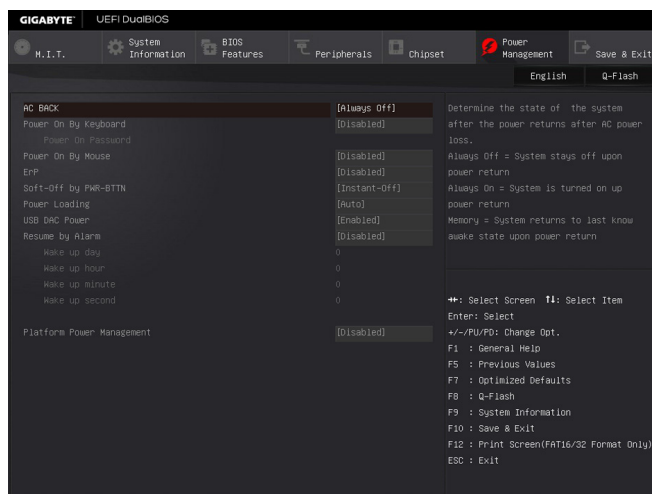 GIGABYTE™ UEFI DualBIOS
M.I.T.
System Information
BIOS Features
Peripherals
Chipset
Power Management
Save & Exit
English Q-Flash
AC BACK [Always Off]
Power On By Keyboard [Disabled]
Power On Password
Power On By Mouse [Disabled]
ErP [Disabled]
Soft-Off by PWR-BTTN [Instant-Off]
Power Loading [Auto]
USB DAC Power [Enabled]
Resume by Alarm [Disabled]
Wake up day 0
Wake up hour 0
Wake up minute 0
Wake up second 0
Platform Power Management [Disabled]
Determine the state of the system
after the power returns after AC power
loss.
Always Off = System stays off upon
power return
Always On = System is turned on up
power return
Memory = System returns to last know
awake state upon power return
→←: Select Screen ↑↓: Select Item
Enter: Select
+/-/PU/PD: Change Opt.
F1 : General Help
F5 : Previous Values
F7 : Optimized Defaults
F8 : Q-Flash
F9 : System Information
F10 : Save & Exit
F12 : Print Screen(FAT16/32 Format Only)
ESC : Exit